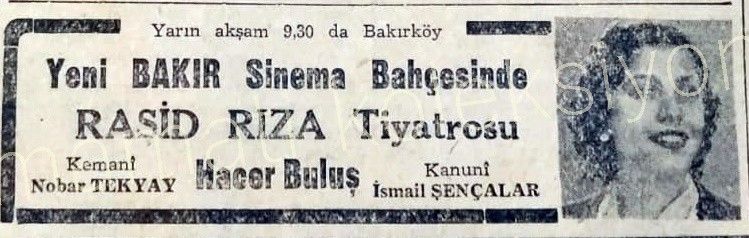 Yarın akşam 9,30 da Bakırköy
Yeni BAKIR Sinema Bahçesinde
RAŞİD RIZA Tiyatrosu
Kemanî
Nobar TEKYAY
Hacer Buluş
Kanunî
İsmail ŞENÇALAR